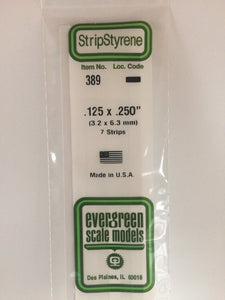 StripStyrene
Item No. Loc. Code
389
.125 x .250"
(3.2 x 6.3 mm)
7 Strips
Made in U.S.A.
evergreen
scale models
Des Plaines, IL 60018